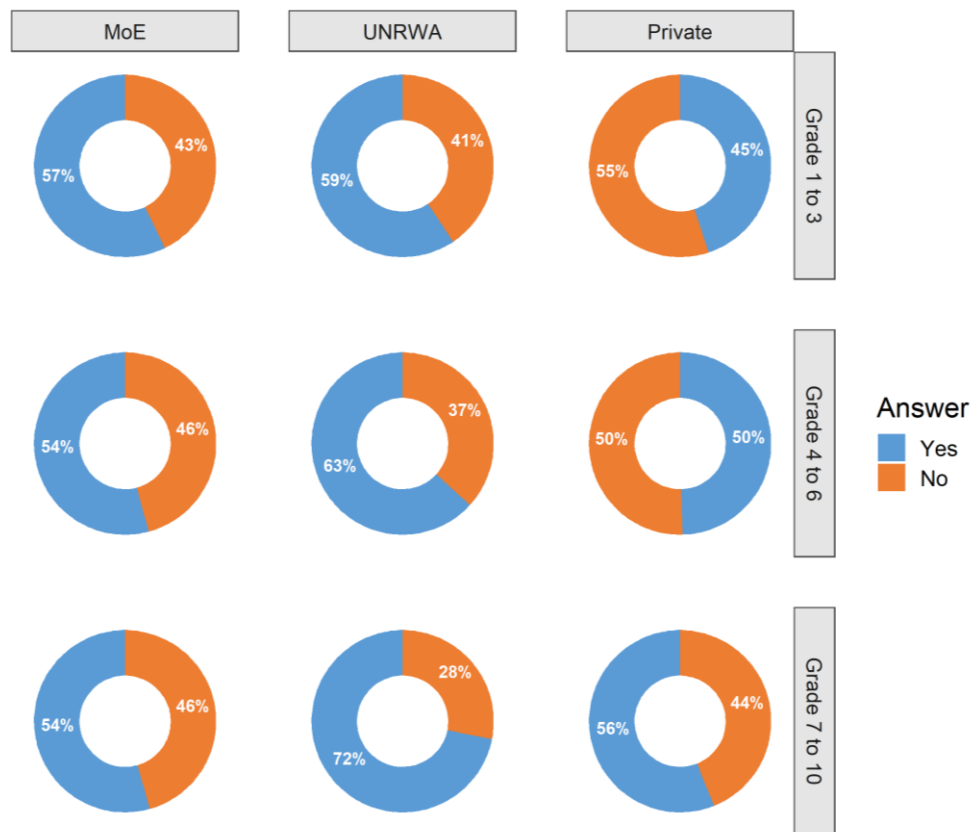 MoE
UNRWA
Private
43%
57%
41%
59%
45%
55%
Grade 1 to 3
46%
54%
37%
63%
50%
50%
Grade 4 to 6
Answer
Yes
No
46%
54%
28%
72%
44%
56%
Grade 7 to 10